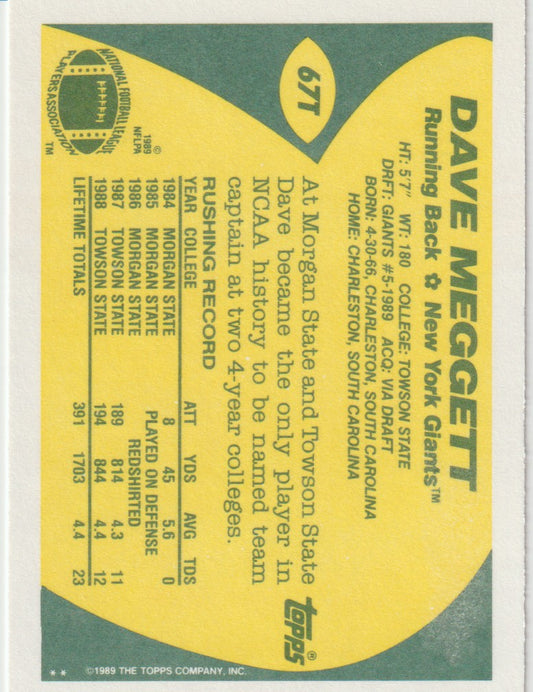 67T
DAVE MEGGETT
Running Back ✿ New York Giants™
HT: 5'7" WT: 180 COLLEGE: TOWSON STATE
DRFT: GIANTS #5-1989 ACQ: VIA DRAFT
BORN: 4-30-66, CHARLESTON, SOUTH CAROLINA
HOME: CHARLESTON, SOUTH CAROLINA
At Morgan State and Towson State
Dave became the only player in
NCAA history to be named team
captain at two 4-year colleges.
RUSHING RECORD
YEAR COLLEGE ATT YDS AVG TDS
1984 MORGAN STATE 8 45 5.6 0
1985 MORGAN STATE PLAYED ON DEFENSE
1986 MORGAN STATE REDSHIRTED
1987 TOWSON STATE 189 814 4.3 11
1988 TOWSON STATE 194 844 4.4 12
LIFETIME TOTALS 391 1703 4.4 23
NATIONAL FOOTBALL LEAGUE
PLAYERS ASSOCIATION
™
©
1989
NFLPA
topps®
** ©1989 THE TOPPS COMPANY, INC.